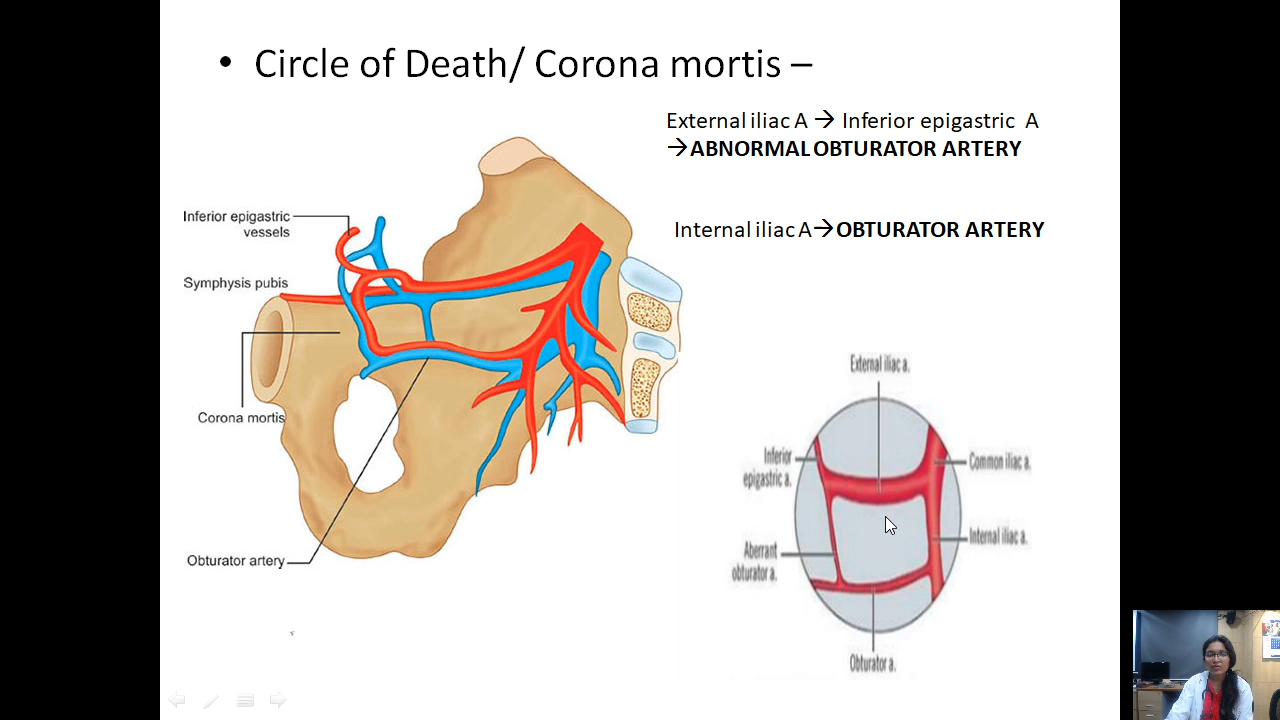 • Circle of Death/ Corona mortis –
External iliac A → Inferior epigastric A
→ABNORMAL OBTURATOR ARTERY
Internal iliac A→OBTURATOR ARTERY
Inferior epigastric
vessels
Symphysis pubis
Corona mortis
Obturator artery
External iliac a.
Inferior
epigastric a.
Common iliac a.
Internal iliac a.
Aberrant
obturator a.
Obturator a.